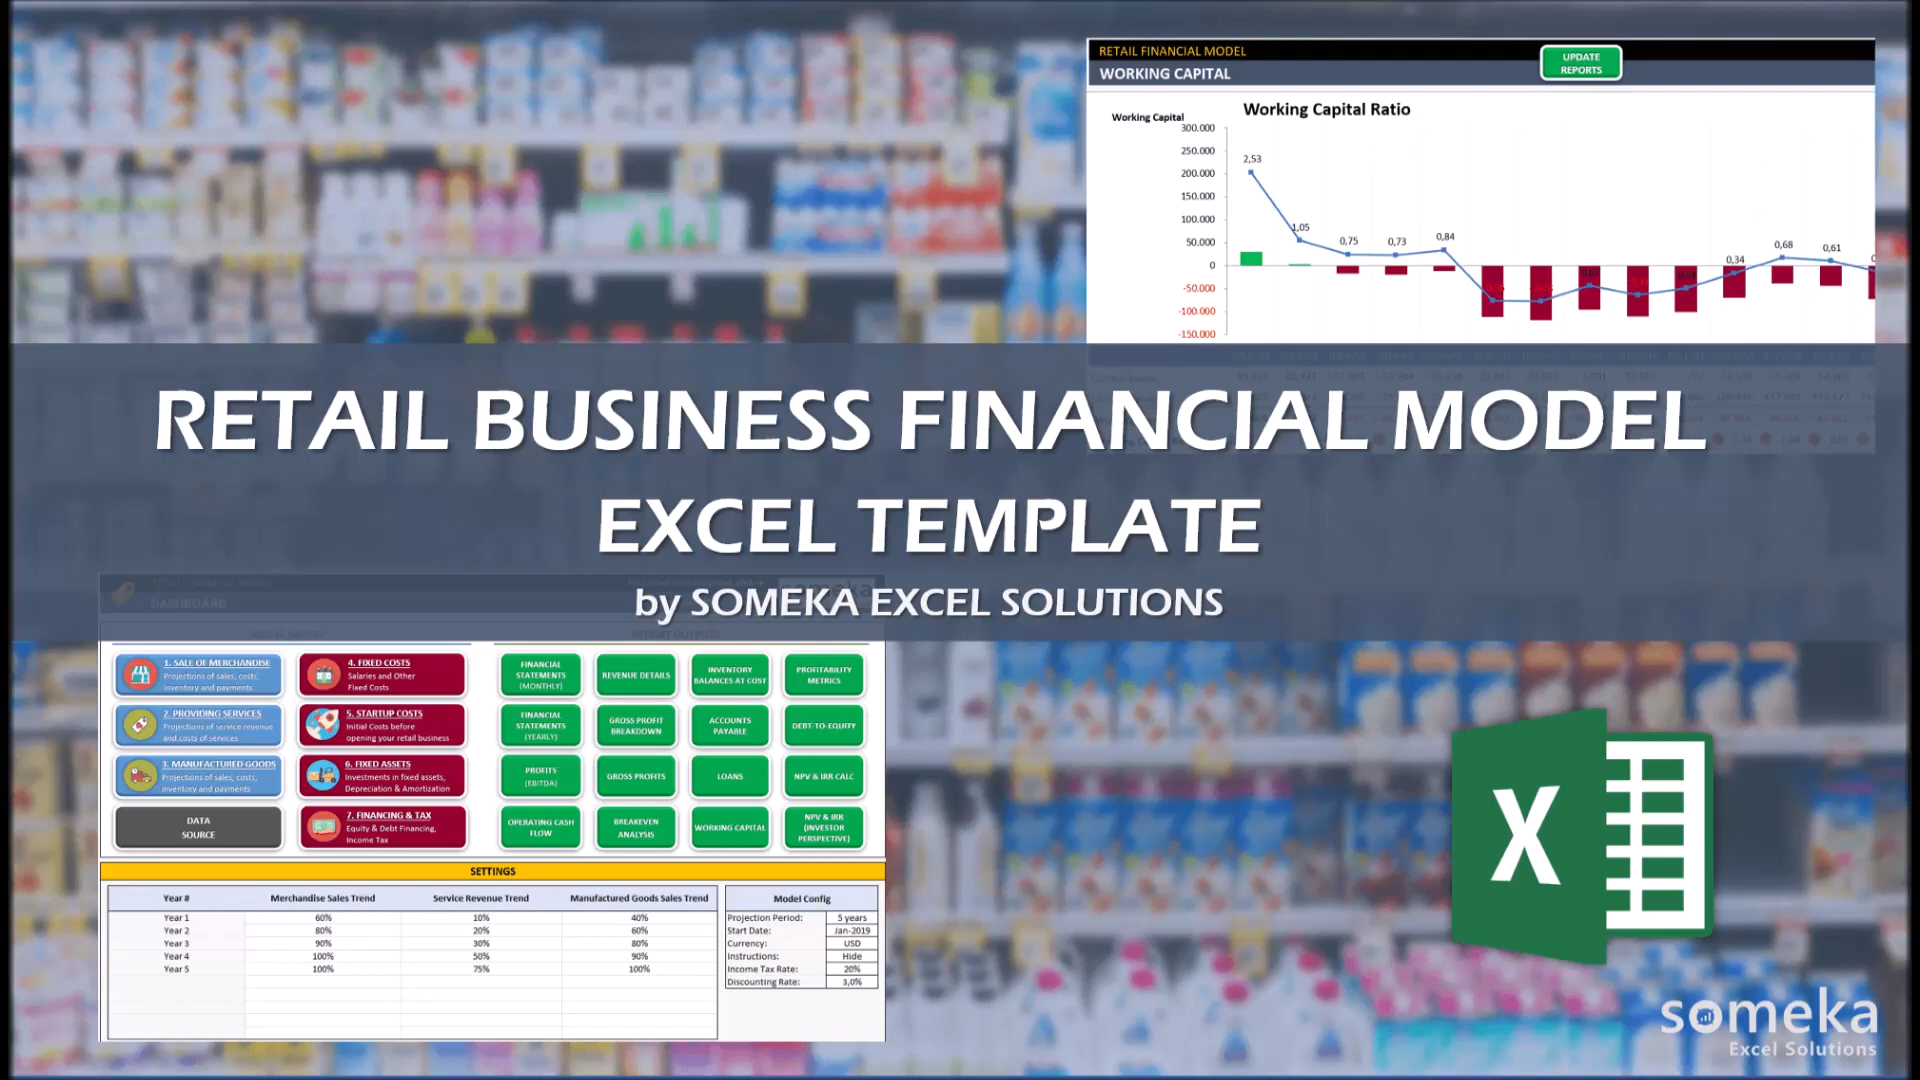 RETAIL FINANCIAL MODEL
WORKING CAPITAL
UPDATE
REPORTS
Working Capital Ratio
Working Capital
300.000
250.000
200.000
150.000
100.000
50.000
0
-50.000
-100.000
-150.000
2,53
1,05
0,75
0,73
0,84
0,34
0,68
0,61
RETAIL BUSINESS FINANCIAL MODEL
EXCEL TEMPLATE
by SOMEKA EXCEL SOLUTIONS
DASHBOARD
1. SALE OF MERCHANDISE
Projections of sales, costs,
inventory and payments
4. FIXED COSTS
Salaries and Other
Fixed Costs
FINANCIAL
STATEMENTS
(MONTHLY)
REVENUE DETAILS
INVENTORY
BALANCES AT COST
PROFITABILITY
METRICS
2. PROVIDING SERVICES
Projections of service revenue
and costs of services
5. STARTUP COSTS
Initial Costs before
opening your retail business
FINANCIAL
STATEMENTS
(YEARLY)
GROSS PROFIT
BREAKDOWN
ACCOUNTS
PAYABLE
DEBT-TO-EQUITY
3. MANUFACTURED GOODS
Projections of sales, costs,
inventory and payments
6. FIXED ASSETS
Investments in fixed assets,
Depreciation & Amortization
PROFITS
(EBITDA)
GROSS PROFITS
LOANS
NPV & IRR CALC
DATA
SOURCE
7. FINANCING & TAX
Equity & Debt Financing,
Income Tax
OPERATING CASH
FLOW
BREAKEVEN
ANALYSIS
WORKING CAPITAL
NPV & IRR
(INVESTOR
PERSPECTIVE)
SETTINGS
Year # Merchandise Sales Trend Service Revenue Trend Manufactured Goods Sales Trend
Year 1 60% 10% 40%
Year 2 80% 20% 60%
Year 3 90% 30% 80%
Year 4 100% 50% 90%
Year 5 100% 75% 100%
Model Config
Projection Period: 5 years
Start Date: Jan-2019
Currency: USD
Instructions: Hide
Income Tax Rate: 20%
Discounting Rate: 3,0%
X
someka
Excel Solutions